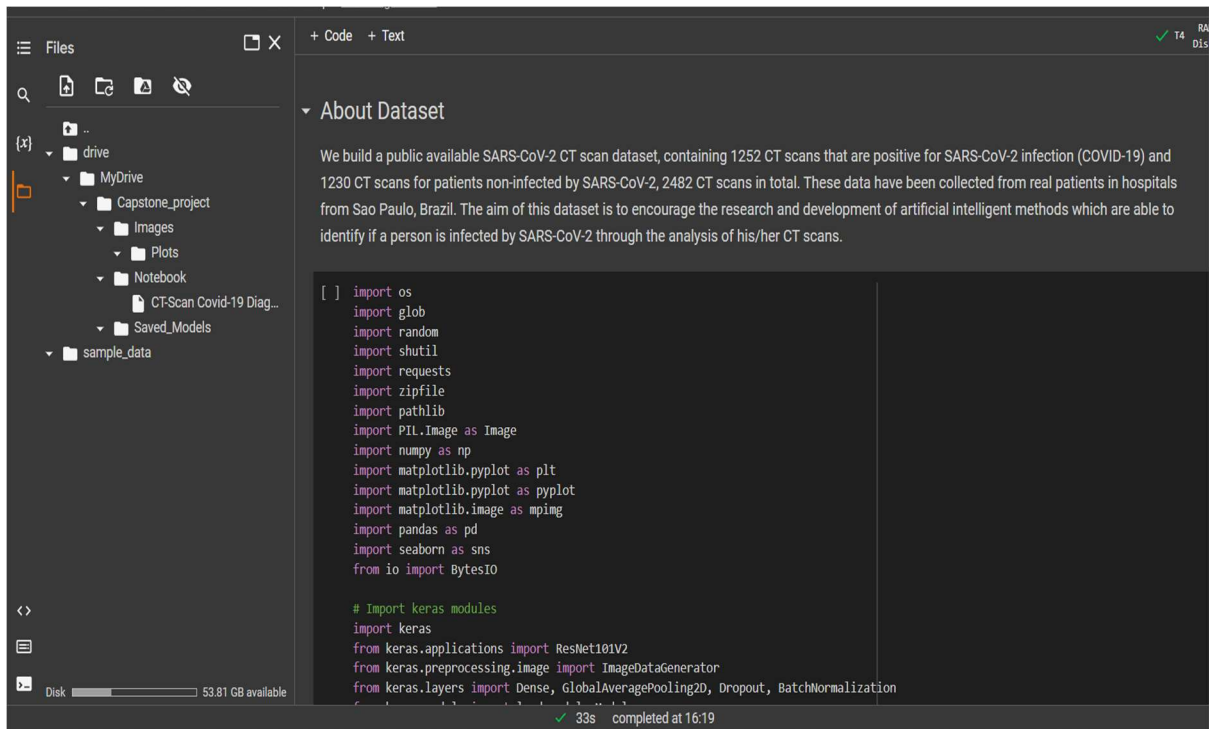 Files
+ Code + Text
T4
RA
Dis
..
{x}
drive
MyDrive
Capstone_project
Images
Plots
Notebook
CT-Scan Covid-19 Diag...
Saved_Models
sample_data
Disk 53.81 GB available
About Dataset
We build a public available SARS-CoV-2 CT scan dataset, containing 1252 CT scans that are positive for SARS-CoV-2 infection (COVID-19) and
1230 CT scans for patients non-infected by SARS-CoV-2, 2482 CT scans in total. These data have been collected from real patients in hospitals
from Sao Paulo, Brazil. The aim of this dataset is to encourage the research and development of artificial intelligent methods which are able to
identify if a person is infected by SARS-CoV-2 through the analysis of his/her CT scans.
[ ] import os
import glob
import random
import shutil
import requests
import zipfile
import pathlib
import PIL.Image as Image
import numpy as np
import matplotlib.pyplot as plt
import matplotlib.pyplot as pyplot
import matplotlib.image as mpimg
import pandas as pd
import seaborn as sns
from io import BytesIO
# Import keras modules
import keras
from keras.applications import ResNet101V2
from keras.preprocessing.image import ImageDataGenerator
from keras.layers import Dense, GlobalAveragePooling2D, Dropout, BatchNormalization
33s completed at 16:19